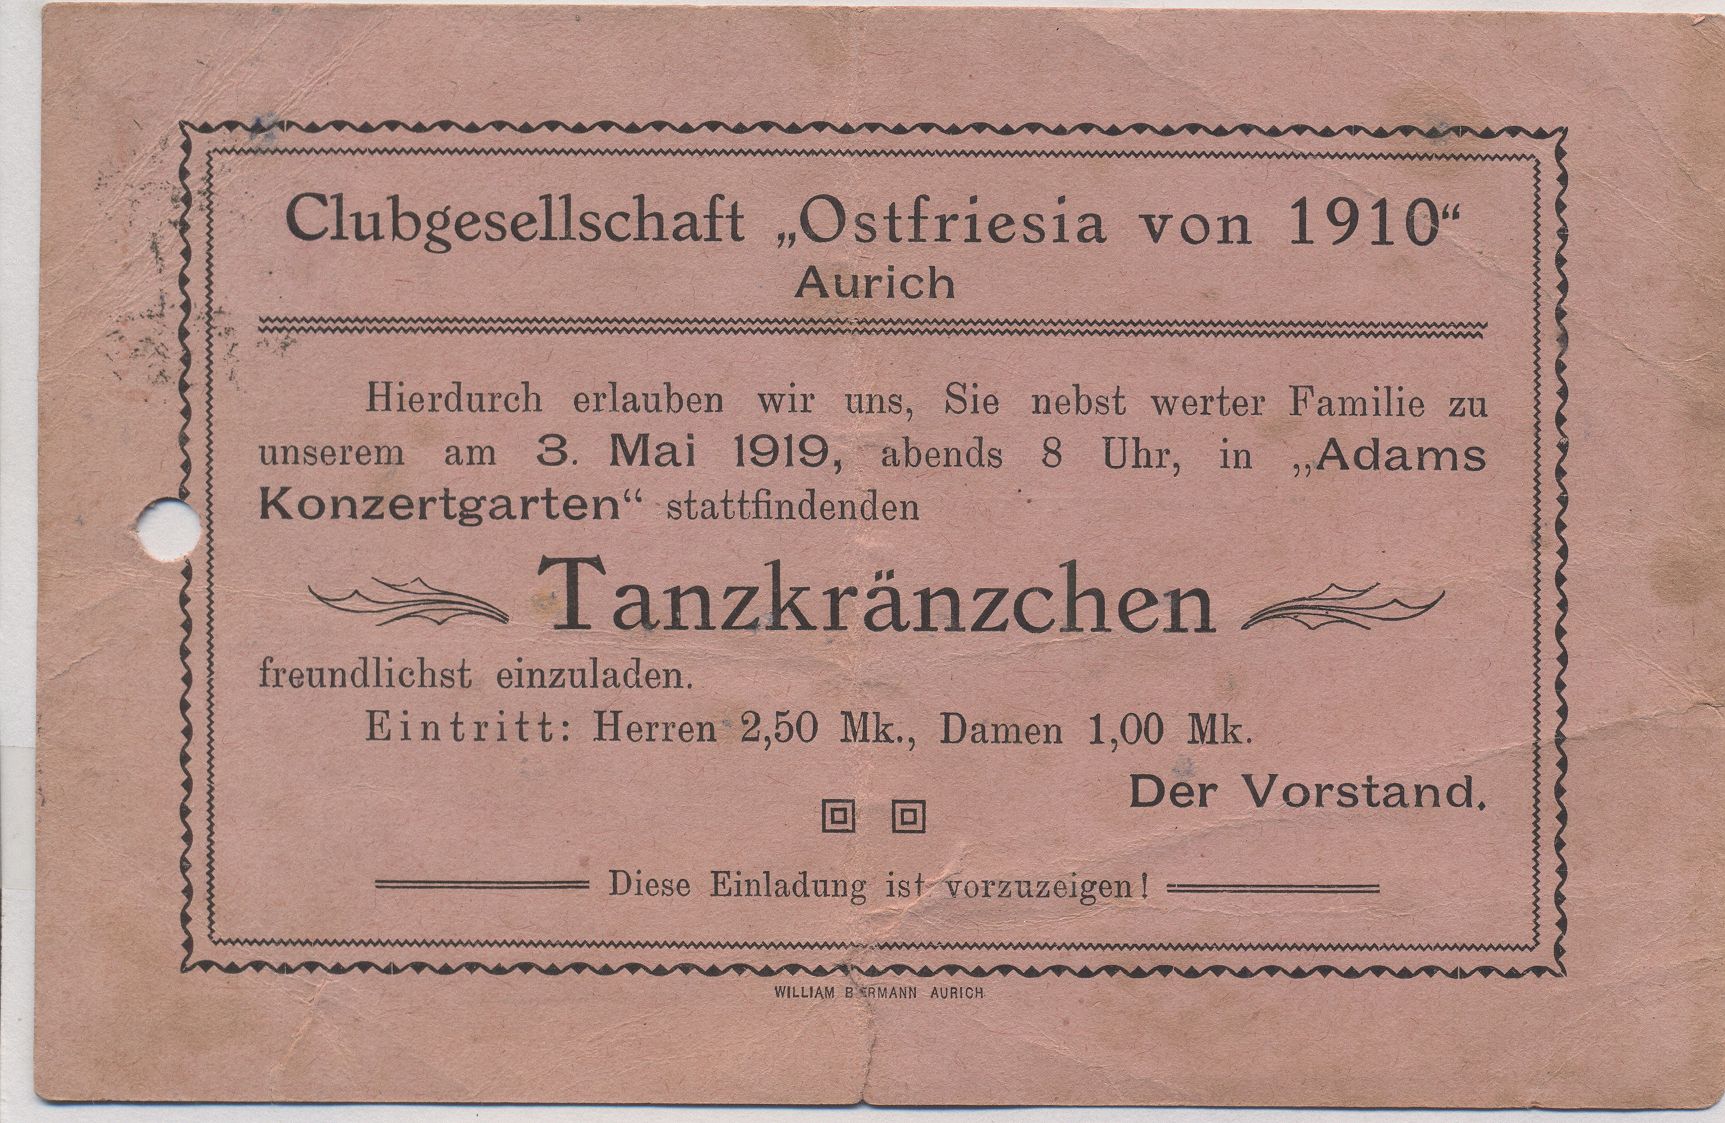 Clubgesellschaft „Ostfriesia von 1910“
Aurich
Hierdurch erlauben wir uns, Sie nebst werter Familie zu
unserem am 3. Mai 1919, abends 8 Uhr, in „Adams
Konzertgarten“ stattfindenden
Tanzkränzchen
freundlichst einzuladen.
Eintritt: Herren 2,50 Mk., Damen 1,00 Mk.
Der Vorstand.
Diese Einladung ist vorzuzeigen!
WILLIAM AURICH